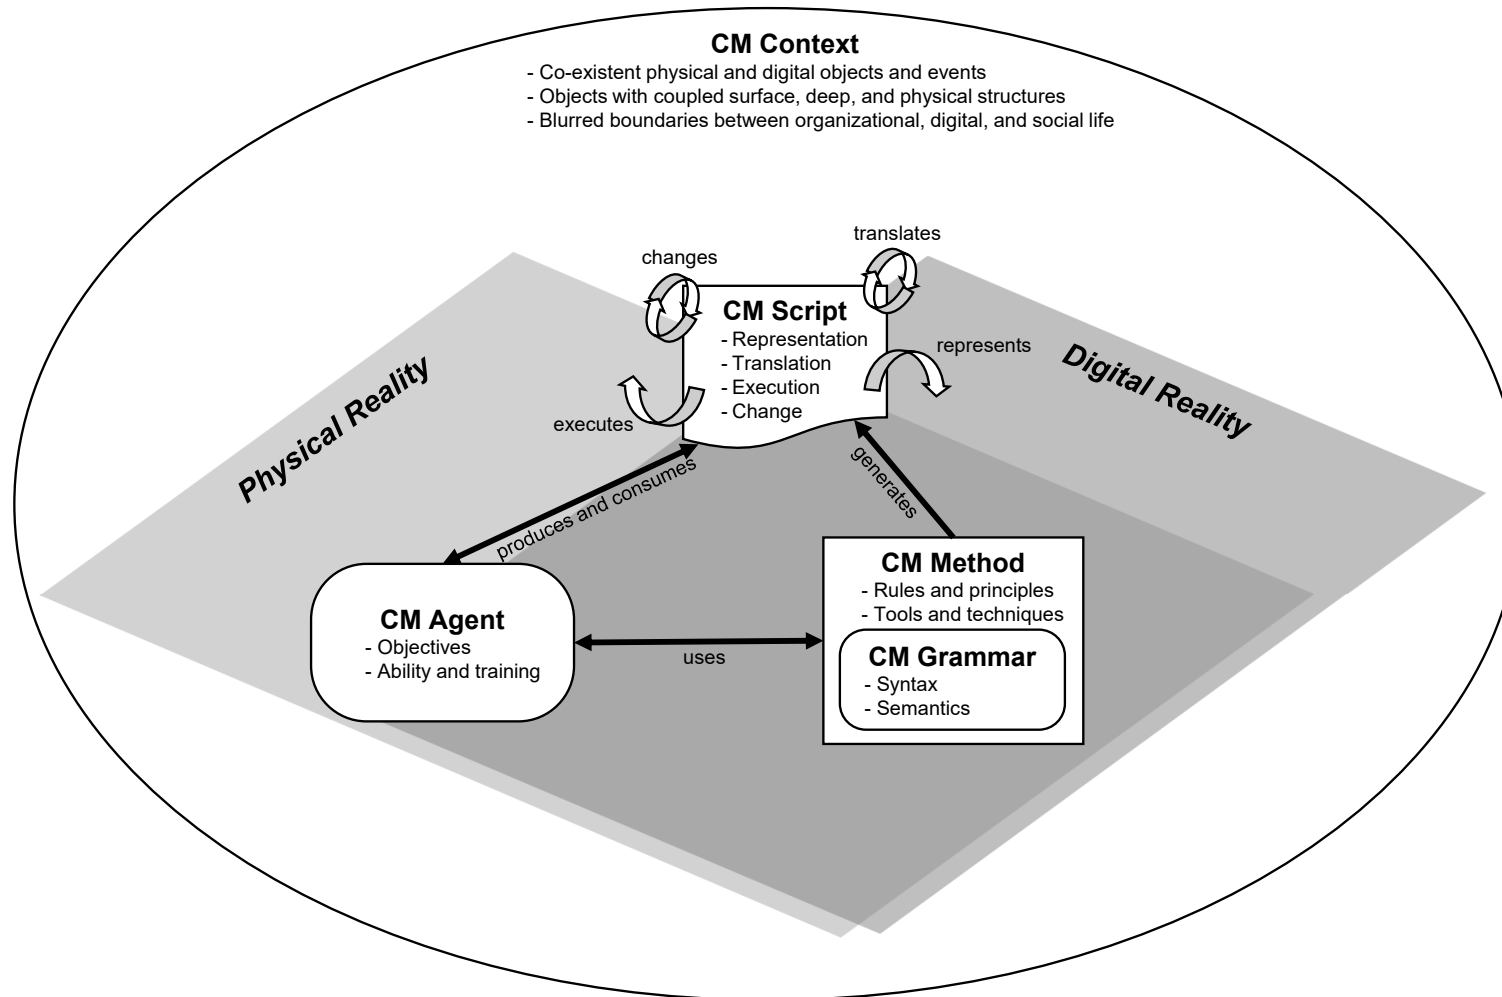 CM Context
- Co-existent physical and digital objects and events
- Objects with coupled surface, deep, and physical structures
- Blurred boundaries between organizational, digital, and social life
translates
changes
CM Script
- Representation
- Translation
- Execution
- Change
represents
executes
Physical Reality
Digital Reality
produces and consumes
generates
CM Method
- Rules and principles
- Tools and techniques
CM Grammar
- Syntax
- Semantics
CM Agent
- Objectives
- Ability and training
uses